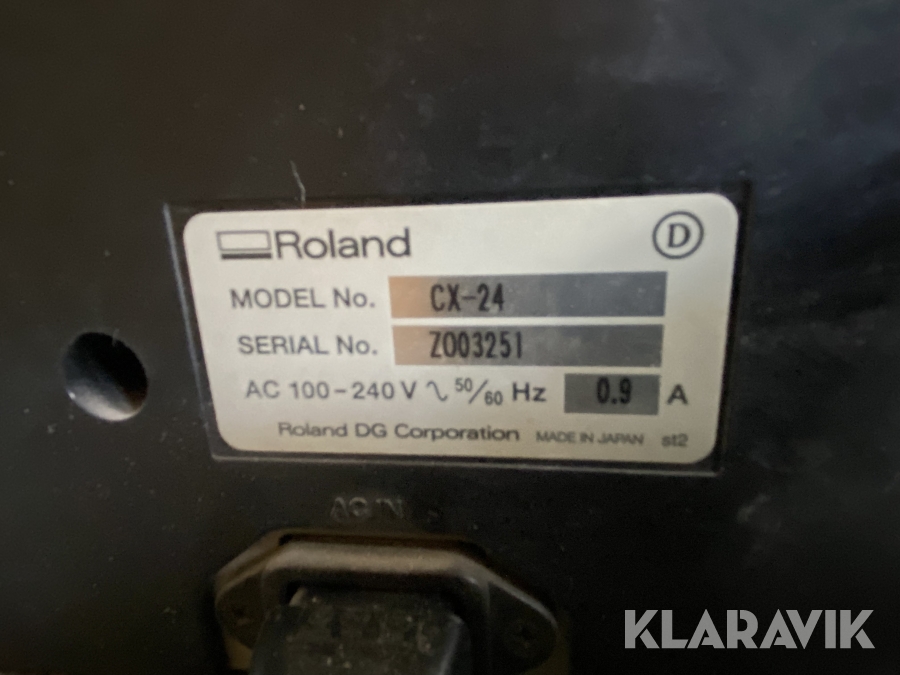 Roland D
MODEL No. CX-24
SERIAL No. Z003251
AC 100-240 V ∿ 50/60 Hz 0.9 A
Roland DG Corporation MADE IN JAPAN st2
AC IN
KLARAVIK